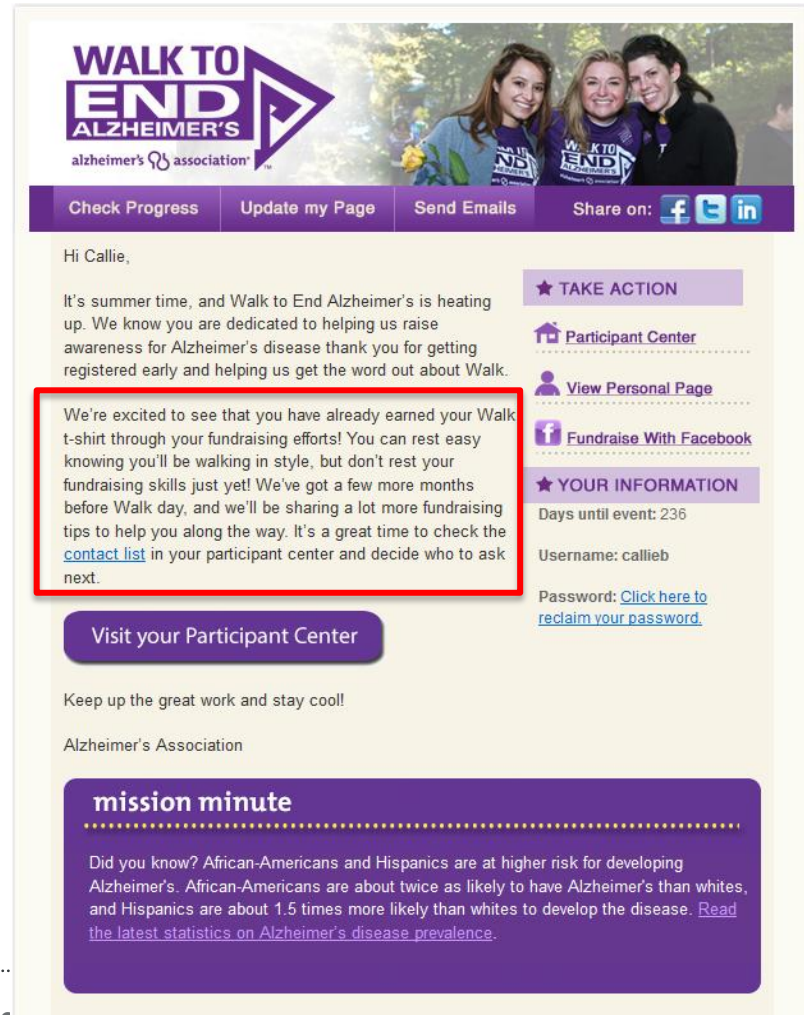 WALK TO
END
ALZHEIMER'S
alzheimer's association®
™
Check Progress Update my Page Send Emails Share on:
Hi Callie,
It's summer time, and Walk to End Alzheimer's is heating
up. We know you are dedicated to helping us raise
awareness for Alzheimer's disease thank you for getting
registered early and helping us get the word out about Walk.
We're excited to see that you have already earned your Walk
t-shirt through your fundraising efforts! You can rest easy
knowing you'll be walking in style, but don't rest your
fundraising skills just yet! We've got a few more months
before Walk day, and we'll be sharing a lot more fundraising
tips to help you along the way. It's a great time to check the
contact list in your participant center and decide who to ask
next.
Visit your Participant Center
Keep up the great work and stay cool!
Alzheimer's Association
TAKE ACTION
Participant Center
View Personal Page
Fundraise With Facebook
YOUR INFORMATION
Days until event: 236
Username: callieb
Password: Click here to
reclaim your password.
mission minute
Did you know? African-Americans and Hispanics are at higher risk for developing
Alzheimer's. African-Americans are about twice as likely to have Alzheimer's than whites,
and Hispanics are about 1.5 times more likely than whites to develop the disease. Read
the latest statistics on Alzheimer's disease prevalence.